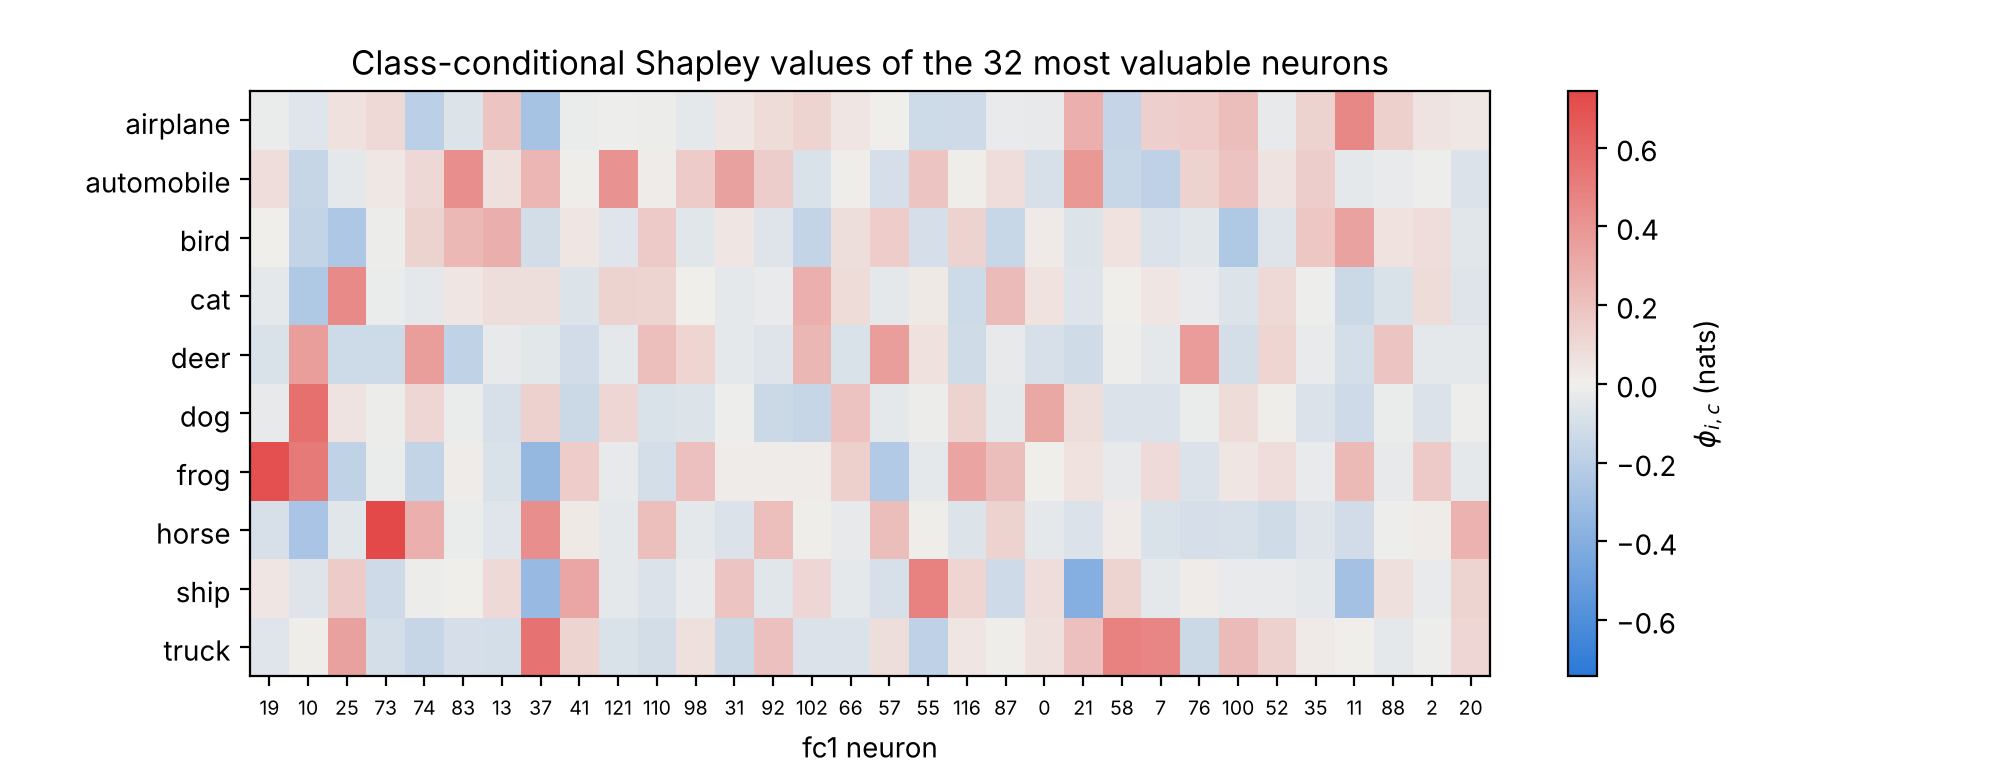 Class-conditional Shapley values of the 32 most valuable neurons
airplane
automobile
bird
cat
deer
dog
frog
horse
ship
truck
19 10 25 73 74 83 13 37 41 121 110 98 31 92 102 66 57 55 116 87 0 21 58 7 76 100 52 35 11 88 2 20
fc1 neuron
0.6
0.4
0.2
0.0
−0.2
−0.4
−0.6
ϕi, c (nats)